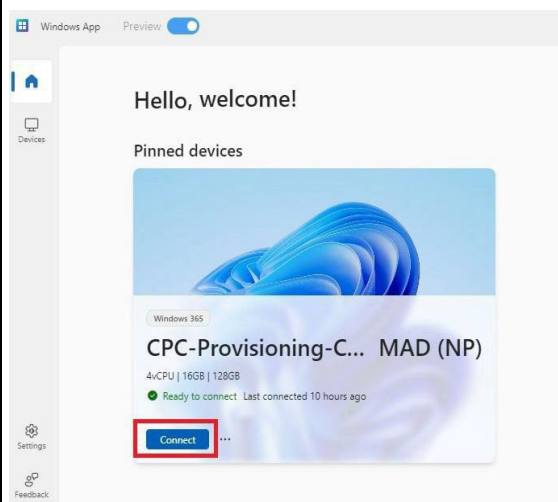 Windows App Preview
Hello, welcome!
Devices
Pinned devices
Windows 365
CPC-Provisioning-C... MAD (NP)
4vCPU | 16GB | 128GB
Ready to connect Last connected 10 hours ago
Connect ...
Settings
Feedback